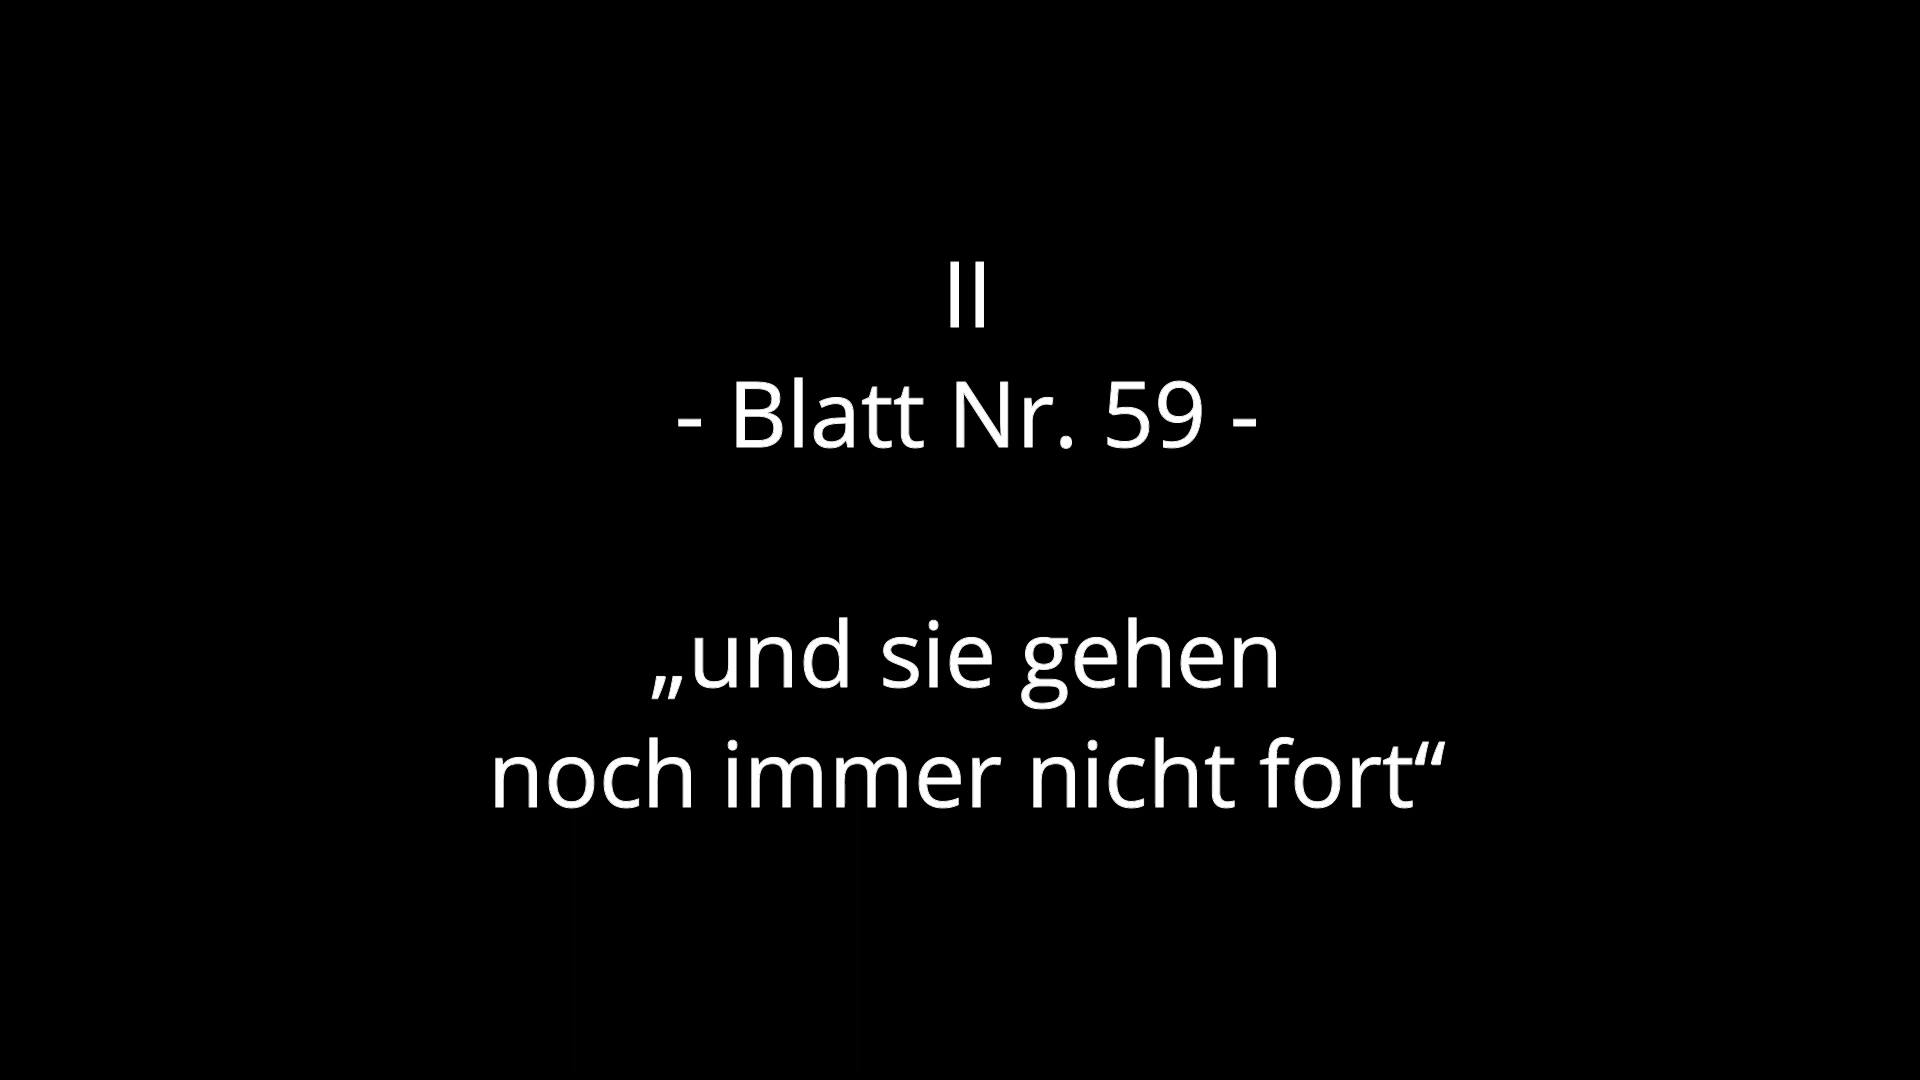 II
- Blatt Nr. 59 -
„und sie gehen
noch immer nicht fort“